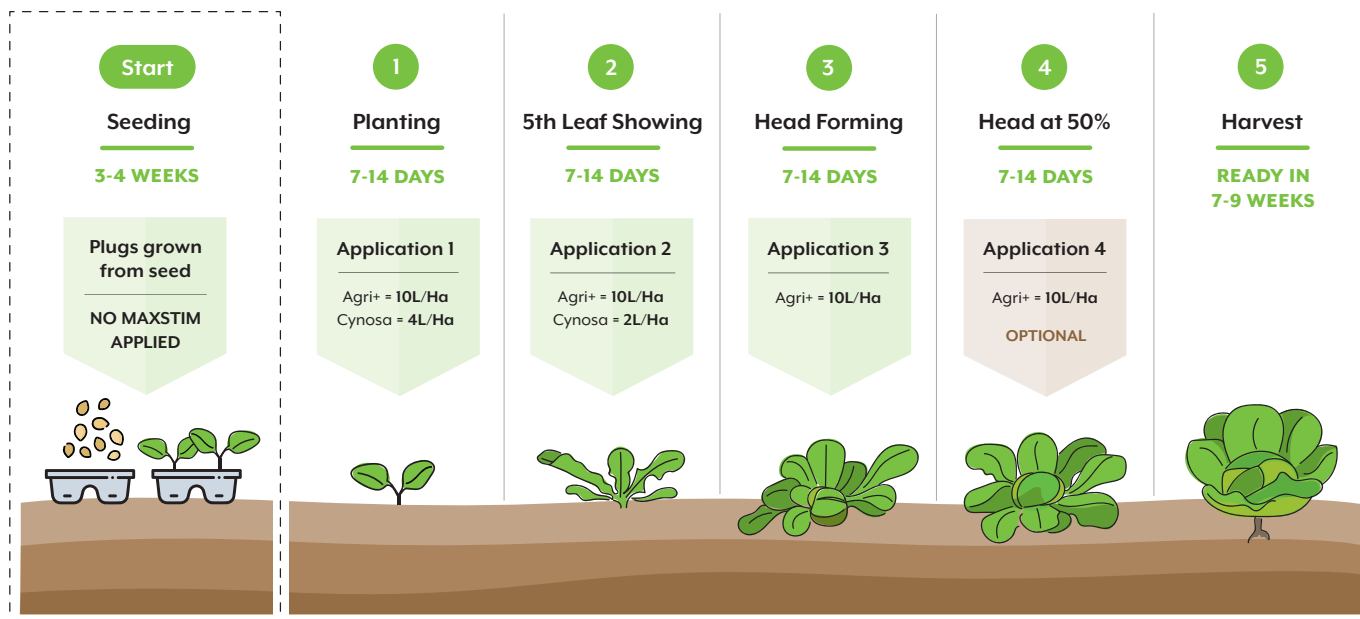 Start
Seeding
3-4 WEEKS
Plugs grown
from seed
NO MAXSTIM
APPLIED
1
Planting
7-14 DAYS
Application 1
Agri+ = 10L/Ha
Cynosa = 4L/Ha
2
5th Leaf Showing
7-14 DAYS
Application 2
Agri+ = 10L/Ha
Cynosa = 2L/Ha
3
Head Forming
7-14 DAYS
Application 3
Agri+ = 10L/Ha
4
Head at 50%
7-14 DAYS
Application 4
Agri+ = 10L/Ha
OPTIONAL
5
Harvest
READY IN
7-9 WEEKS